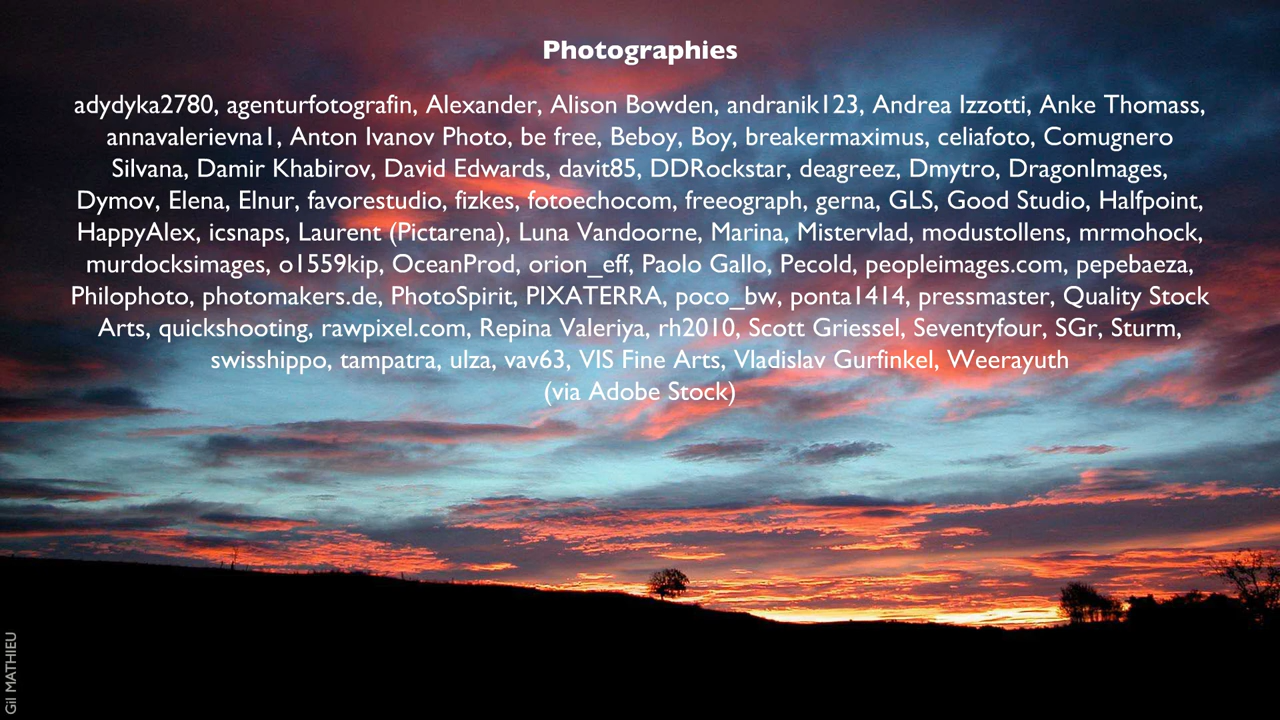 Photographies
adydyka2780, agenturfotografin, Alexander, Alison Bowden, andranik123, Andrea Izzotti, Anke Thomass,
annavalerievna1, Anton Ivanov Photo, be free, Beboy, Boy, breakermaximus, celiafoto, Comugnero
Silvana, Damir Khabirov, David Edwards, davit85, DDRockstar, deagreez, Dmytro, DragonImages,
Dymov, Elena, Elnur, favorestudio, fizkes, fotoechocom, freeograph, gerna, GLS, Good Studio, Halfpoint,
HappyAlex, icsnaps, Laurent (Pictarena), Luna Vandoorne, Marina, Mistervlad, modustollens, mrmohock,
murdocksimages, o1559kip, OceanProd, orion_eff, Paolo Gallo, Pecold, peopleimages.com, pepebaeza,
Philophoto, photomakers.de, PhotoSpirit, PIXATERRA, poco_bw, ponta1414, pressmaster, Quality Stock
Arts, quickshooting, rawpixel.com, Repina Valeriya, rh2010, Scott Griessel, Seventyfour, SGr, Sturm,
swisshippo, tampatra, ulza, vav63, VIS Fine Arts, Vladislav Gurfinkel, Weerayuth
(via Adobe Stock)
Gil MATHIEU